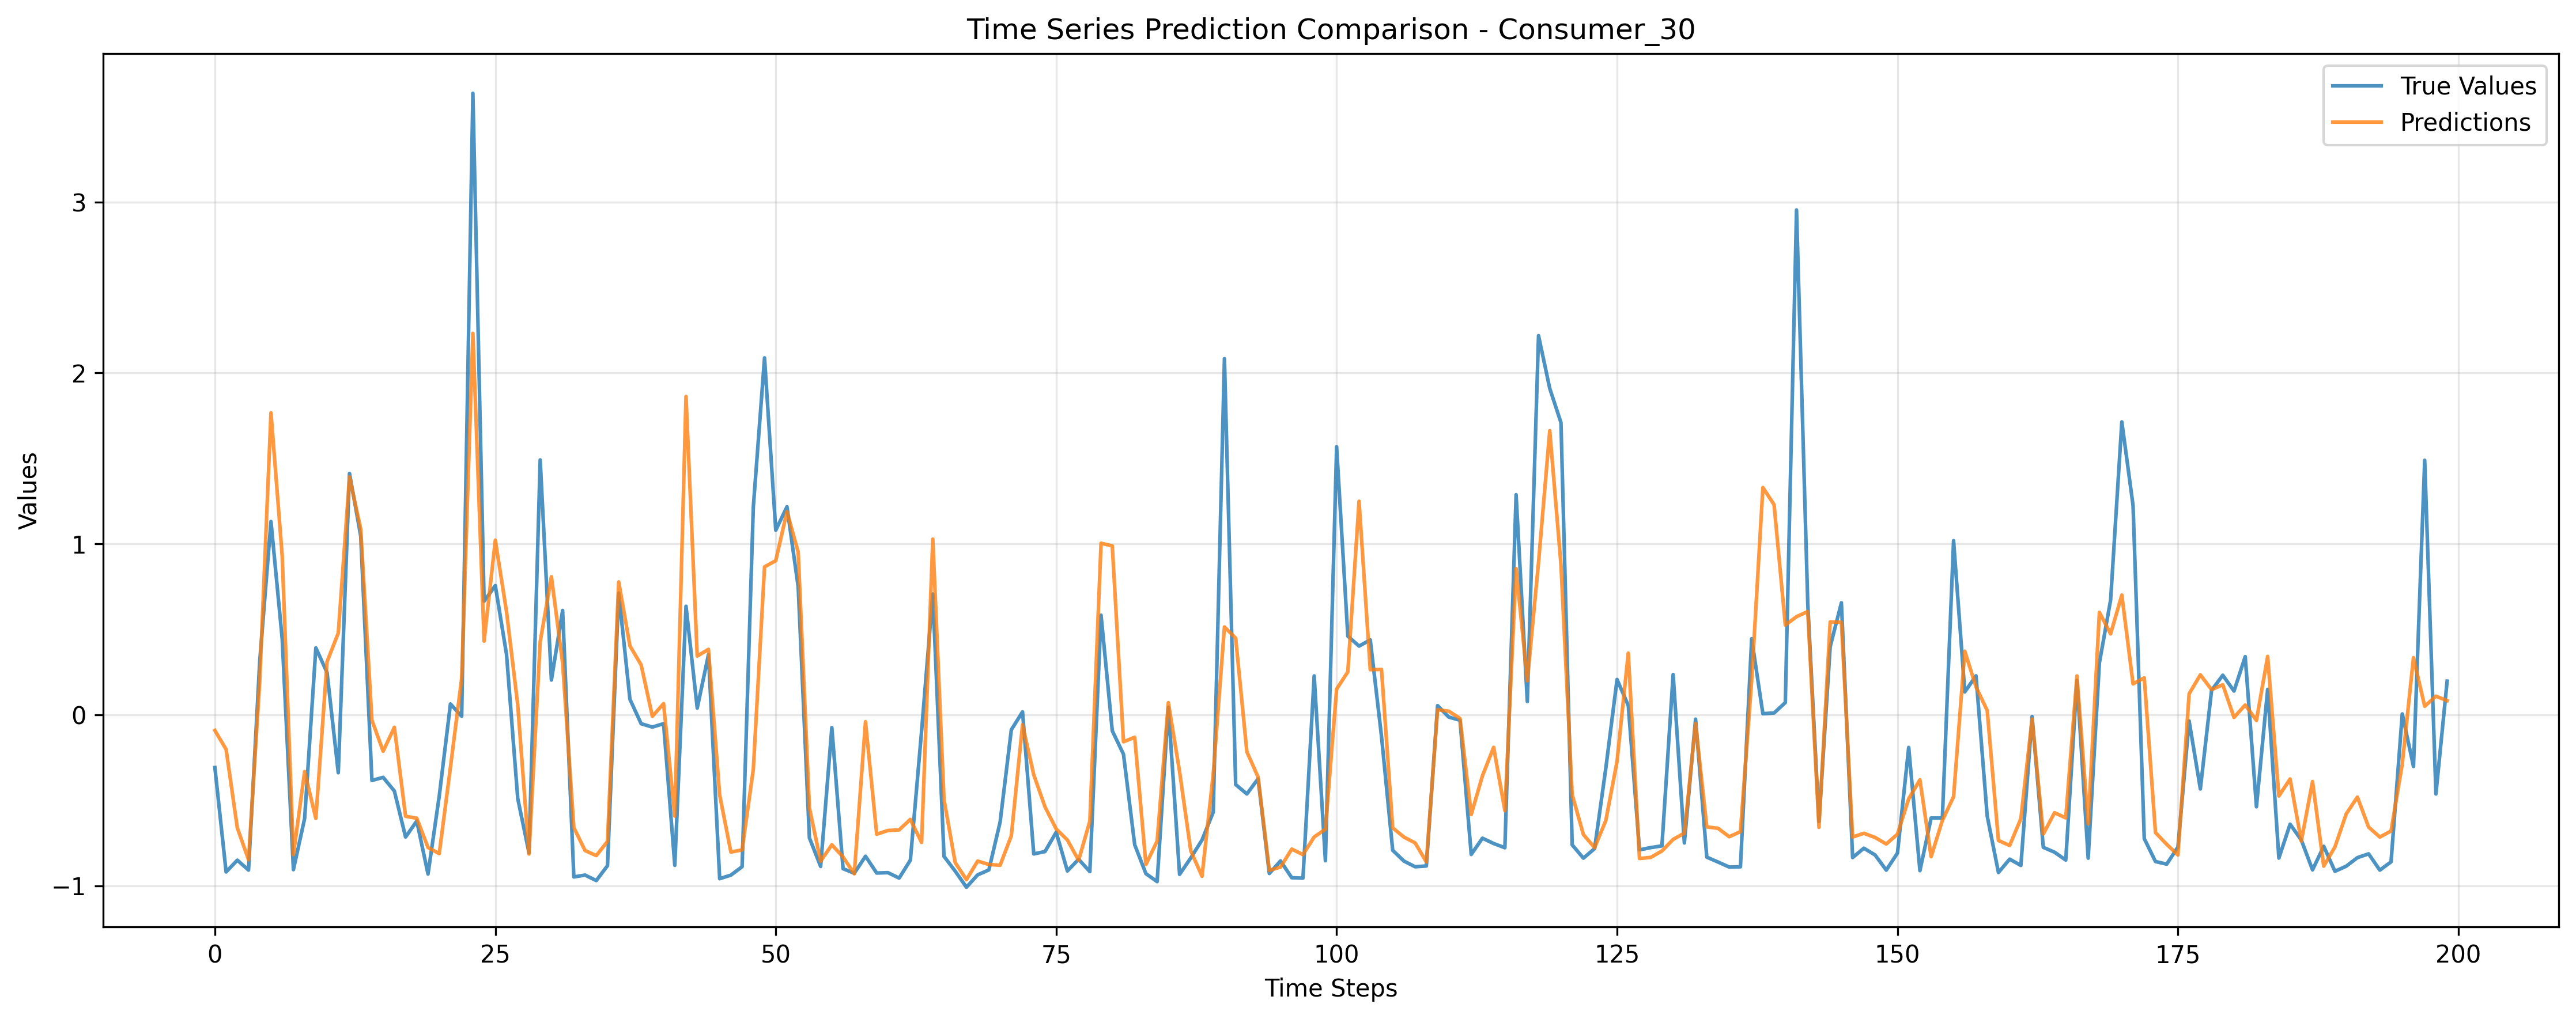 Time Series Prediction Comparison - Consumer_30
True Values
Predictions
Values
3
2
1
0
−1
0 25 50 75 100 125 150 175 200
Time Steps